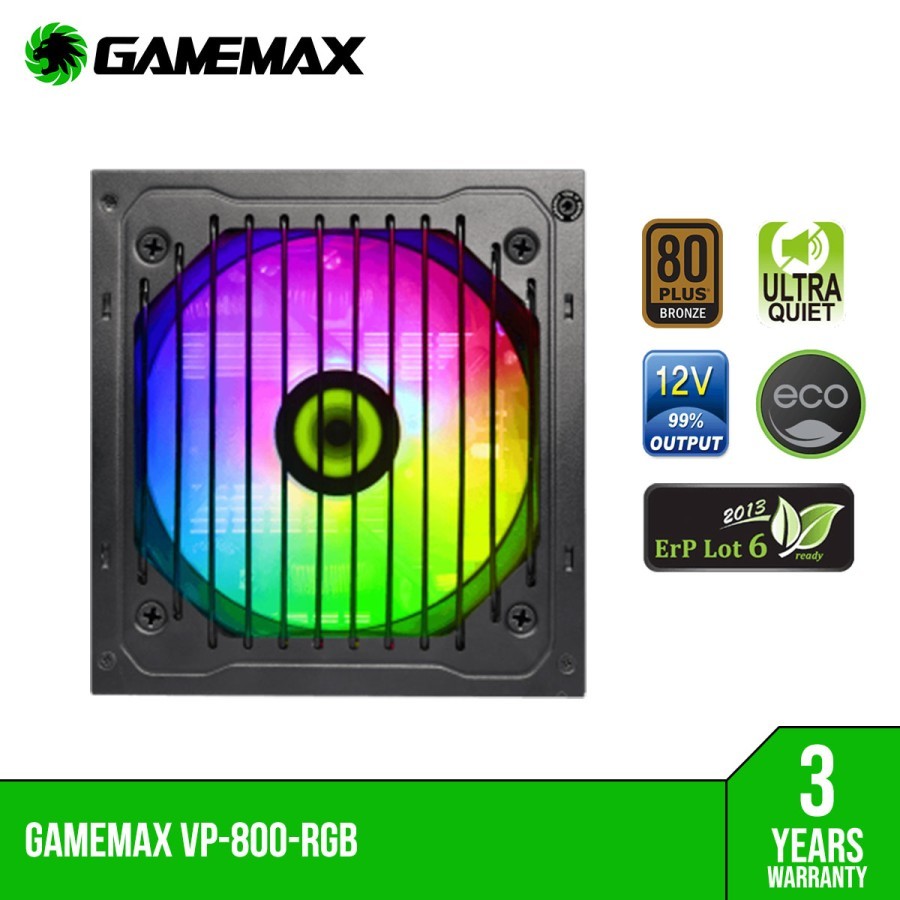 GAMEMAX
80
PLUS®
BRONZE
ULTRA
QUIET
12V
99%
OUTPUT
eco
2013
ErP Lot 6
ready
GAMEMAX VP-800-RGB
3
YEARS
WARRANTY